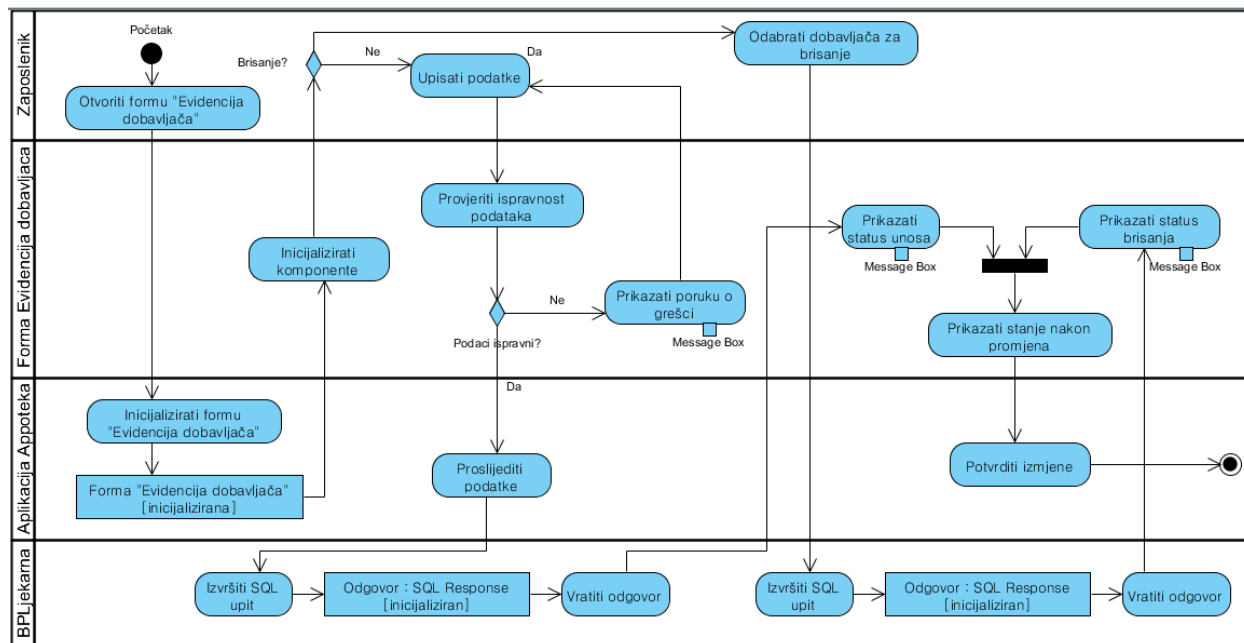 Zaposlenik
Početak
Otvoriti formu "Evidencija
dobavljača"
Brisanje?
Ne
Da
Upisati podatke
Odabrati dobavljača za
brisanje
Forma Evidencija dobavljaca
Inicijalizirati
komponente
Provjeriti ispravnost
podataka
Podaci ispravni?
Ne
Prikazati poruku o
grešci
Message Box
Da
Prikazati
status unosa
Message Box
Prikazati status
brisanja
Message Box
Prikazati stanje nakon
promjena
Aplikacija Appoteka
Inicijalizirati formu
"Evidencija dobavljača"
Forma "Evidencija dobavljača"
[inicijalizirana]
Proslijediti
podatke
Potvrditi izmjene
BPLjekarna
Izvršiti SQL
upit
Odgovor : SQL Response
[inicijaliziran]
Vratiti odgovor
Izvršiti SQL
upit
Odgovor : SQL Response
[inicijaliziran]
Vratiti odgovor